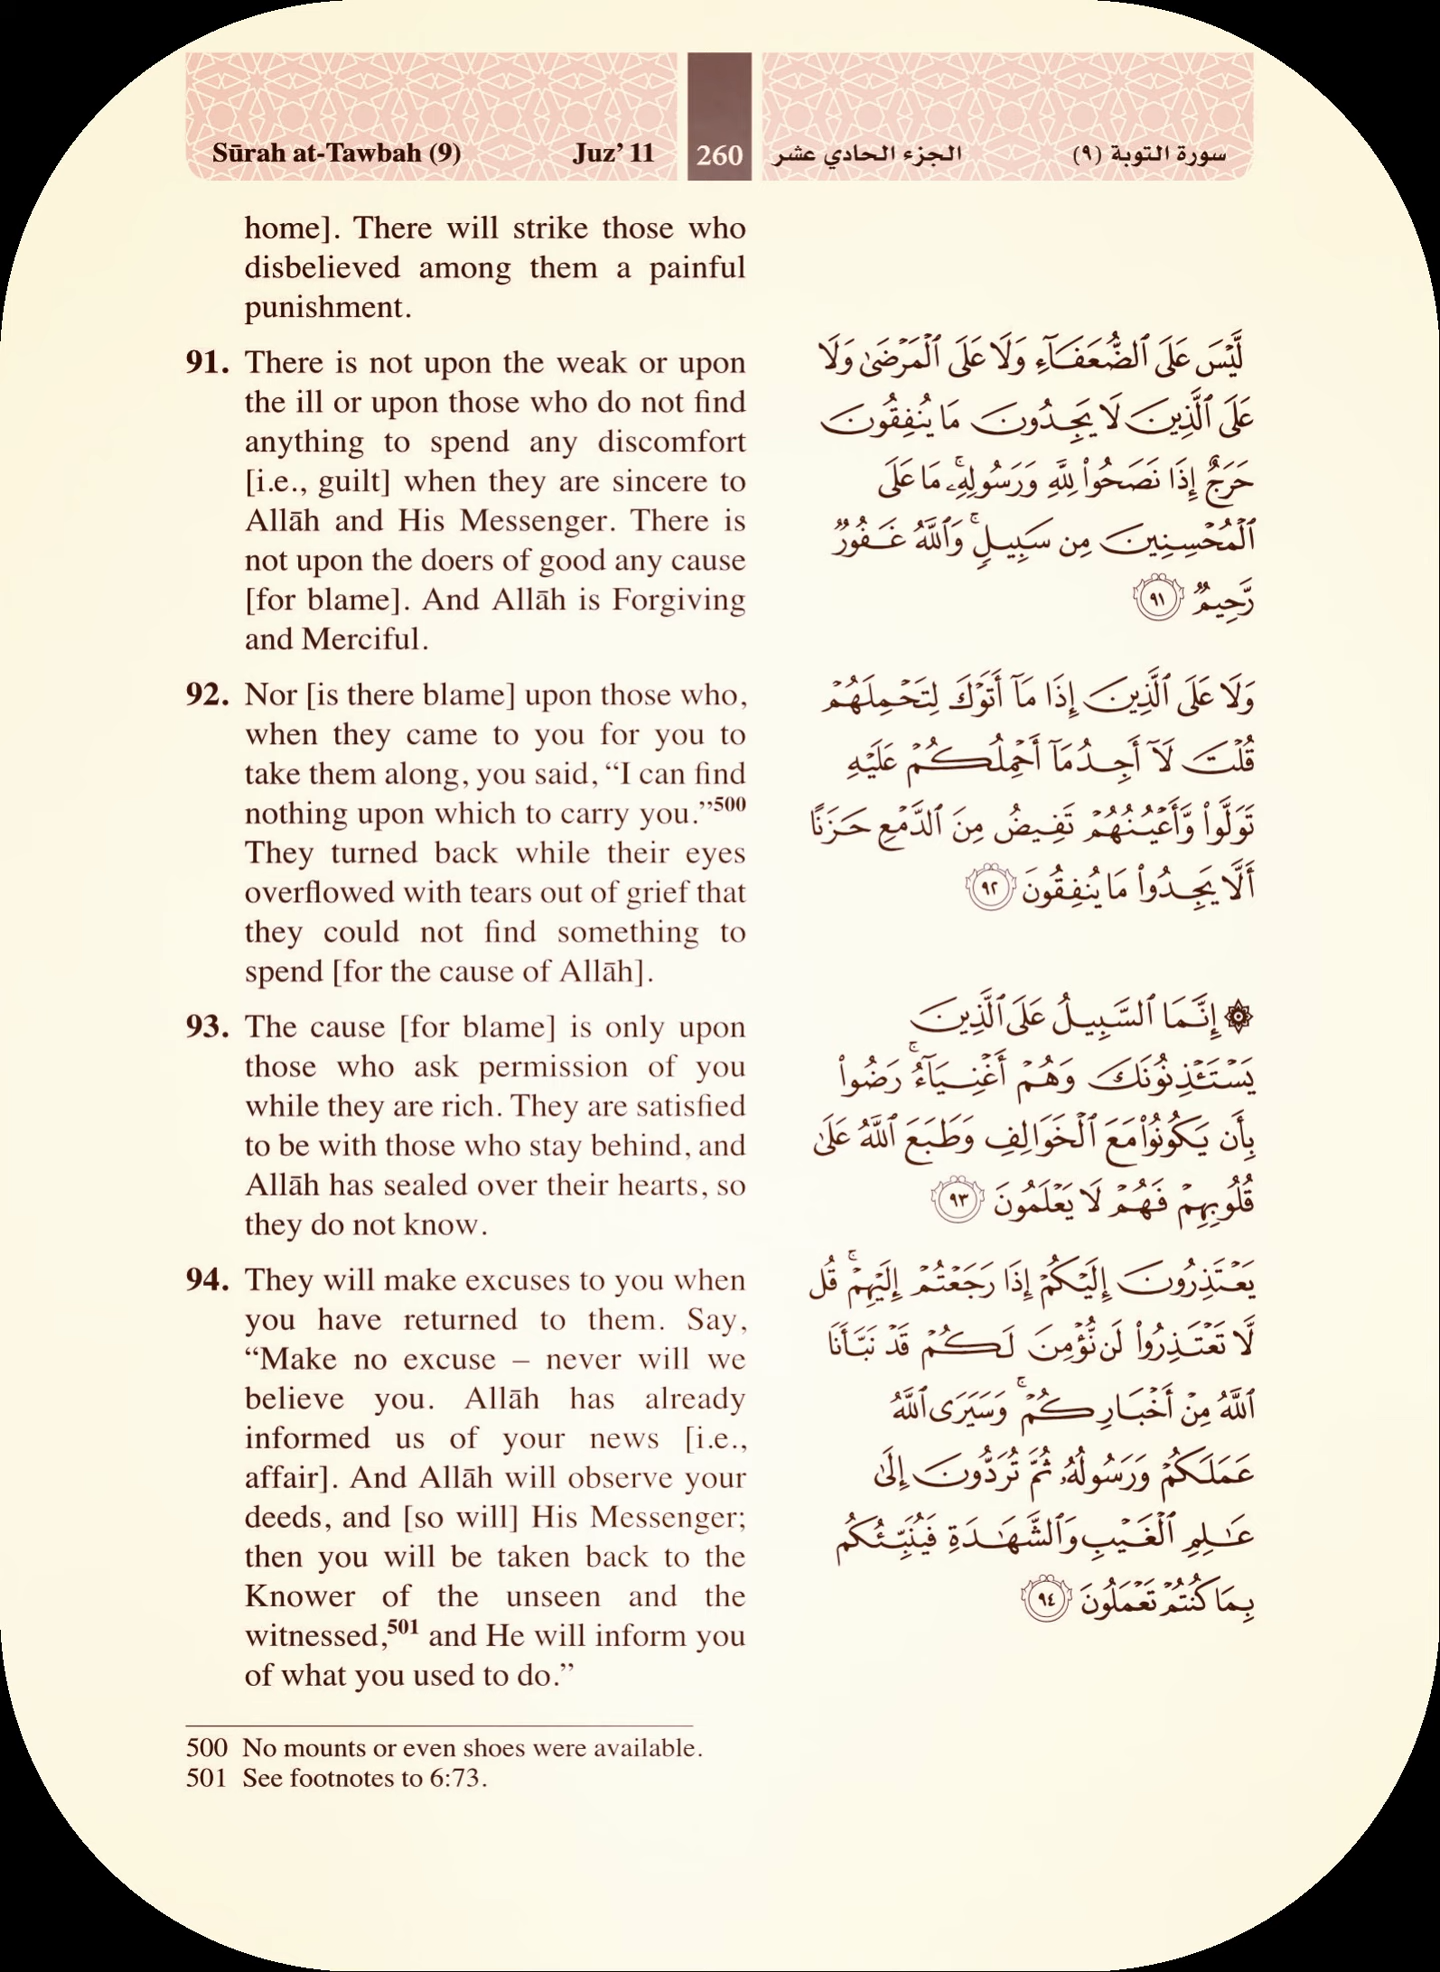 Sūrah at-Tawbah (9) Juz’ 11 260 الجزء الحادي عشر سورة التوبة (٩)
home]. There will strike those who
disbelieved among them a painful
punishment.
91. There is not upon the weak or upon
the ill or upon those who do not find
anything to spend any discomfort
[i.e., guilt] when they are sincere to
Allāh and His Messenger. There is
not upon the doers of good any cause
[for blame]. And Allāh is Forgiving
and Merciful.
92. Nor [is there blame] upon those who,
when they came to you for you to
take them along, you said, “I can find
nothing upon which to carry you.”500
They turned back while their eyes
overflowed with tears out of grief that
they could not find something to
spend [for the cause of Allāh].
93. The cause [for blame] is only upon
those who ask permission of you
while they are rich. They are satisfied
to be with those who stay behind, and
Allāh has sealed over their hearts, so
they do not know.
94. They will make excuses to you when
you have returned to them. Say,
“Make no excuse – never will we
believe you. Allāh has already
informed us of your news [i.e.,
affair]. And Allāh will observe your
deeds, and [so will] His Messenger;
then you will be taken back to the
Knower of the unseen and the
witnessed,501 and He will inform you
of what you used to do.”
لَّيْسَ عَلَى ٱلضُّعَفَآءِ وَلَا عَلَى ٱلْمَرْضَىٰ وَلَا
عَلَى ٱلَّذِينَ لَا يَجِدُونَ مَا يُنفِقُونَ
حَرَجٌ إِذَا نَصَحُوا۟ لِلَّهِ وَرَسُولِهِۦ ۚ مَا عَلَى
ٱلْمُحْسِنِينَ مِن سَبِيلٍ ۚ وَٱللَّهُ غَفُورٌ
رَّحِيمٌ ٩١
وَلَا عَلَى ٱلَّذِينَ إِذَا مَآ أَتَوْكَ لِتَحْمِلَهُمْ
قُلْتَ لَآ أَجِدُ مَآ أَحْمِلُكُمْ عَلَيْهِ
تَوَلَّوا۟ وَّأَعْيُنُهُمْ تَفِيضُ مِنَ ٱلدَّمْعِ حَزَنًا
أَلَّا يَجِدُوا۟ مَا يُنفِقُونَ ٩٢
۞ إِنَّمَا ٱلسَّبِيلُ عَلَى ٱلَّذِينَ
يَسْتَـْٔذِنُونَكَ وَهُمْ أَغْنِيَآءُ ۚ رَضُوا۟
بِأَن يَكُونُوا۟ مَعَ ٱلْخَوَالِفِ وَطَبَعَ ٱللَّهُ عَلَىٰ
قُلُوبِهِمْ فَهُمْ لَا يَعْلَمُونَ ٩٣
يَعْتَذِرُونَ إِلَيْكُمْ إِذَا رَجَعْتُمْ إِلَيْهِمْ ۚ قُل
لَّا تَعْتَذِرُوا۟ لَن نُّؤْمِنَ لَكُمْ قَدْ نَبَّأَنَا
ٱللَّهُ مِنْ أَخْبَارِكُمْ ۚ وَسَيَرَى ٱللَّهُ
عَمَلَكُمْ وَرَسُولُهُۥ ثُمَّ تُرَدُّونَ إِلَىٰ
عَـٰلِمِ ٱلْغَيْبِ وَٱلشَّهَـٰدَةِ فَيُنَبِّئُكُم
بِمَا كُنتُمْ تَعْمَلُونَ ٩٤
500 No mounts or even shoes were available.
501 See footnotes to 6:73.